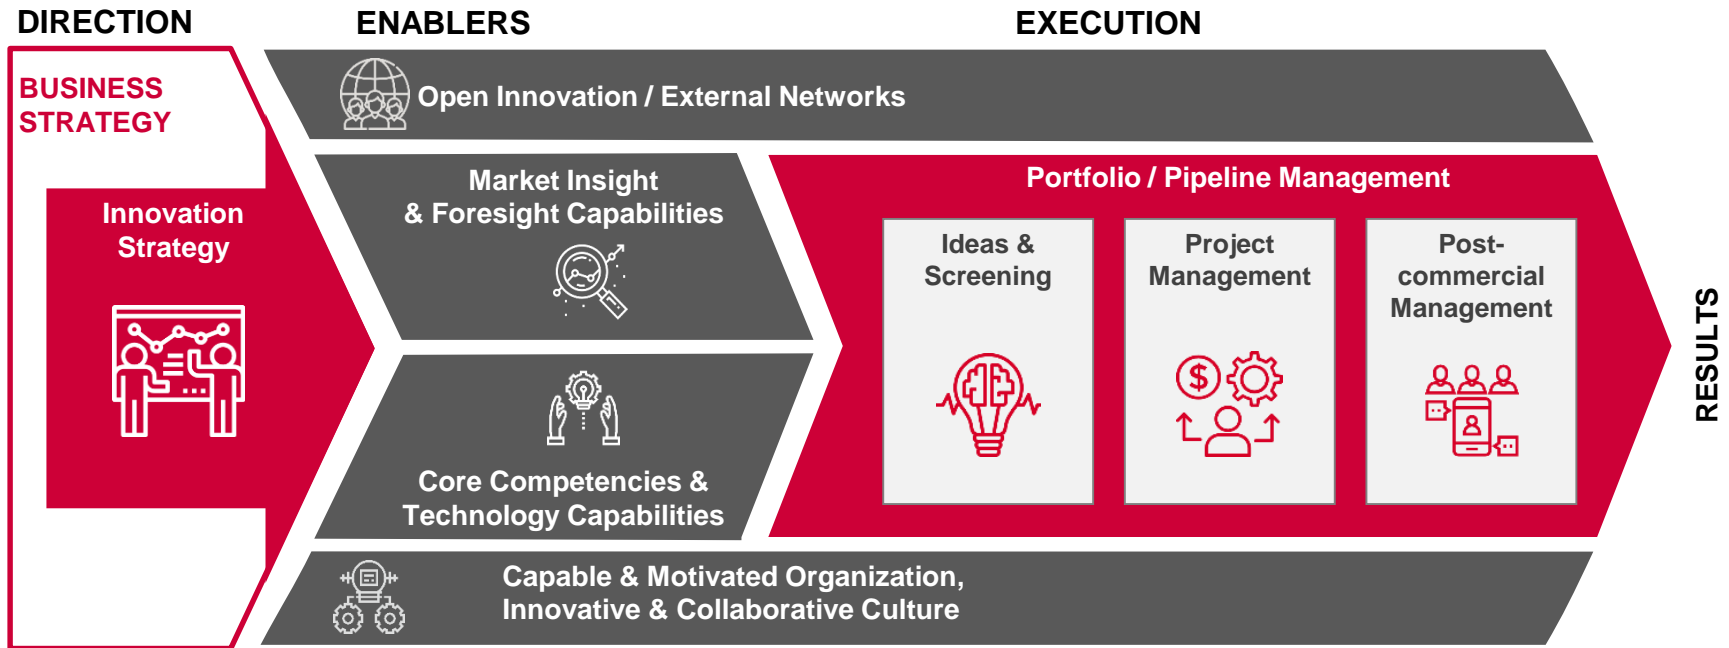 DIRECTION
ENABLERS
EXECUTION
BUSINESS
STRATEGY
Innovation
Strategy
Open Innovation / External Networks
Market Insight
& Foresight Capabilities
Core Competencies &
Technology Capabilities
Capable & Motivated Organization,
Innovative & Collaborative Culture
Portfolio / Pipeline Management
Ideas &
Screening
Project
Management
Post-
commercial
Management
$
RESULTS